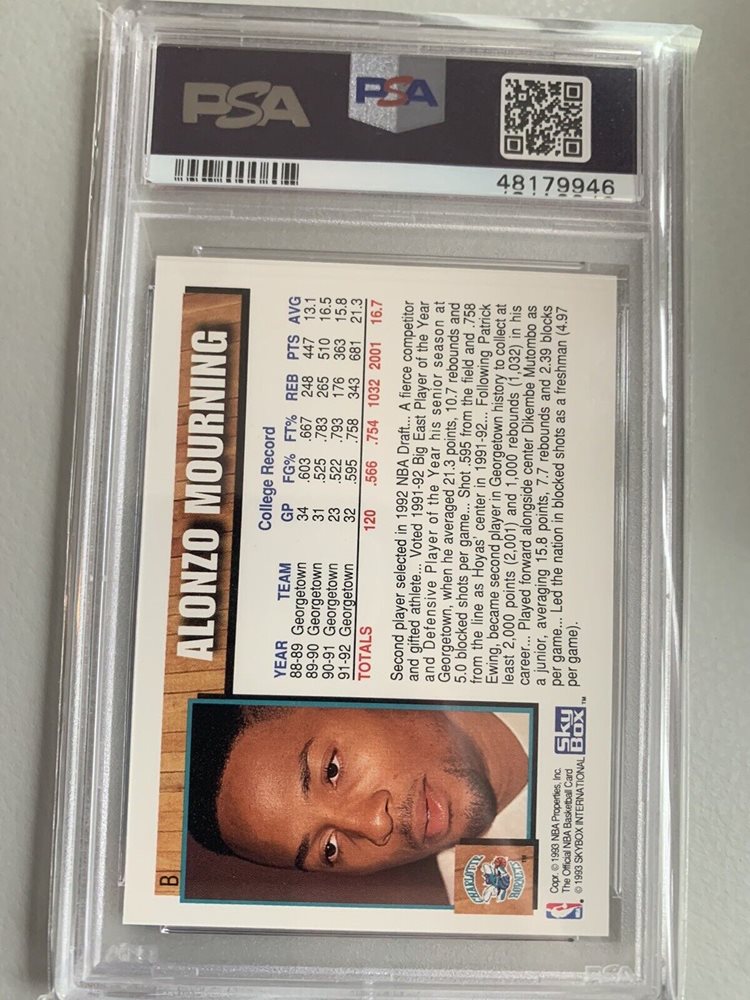 PSA
PSA
48179946
ALONZO MOURNING
College Record
YEAR TEAM GP FG% FT% REB PTS AVG
88-89 Georgetown 34 .603 .667 248 447 13.1
89-90 Georgetown 31 .525 .783 265 510 16.5
90-91 Georgetown 23 .522 .793 176 363 15.8
91-92 Georgetown 32 .595 .758 343 681 21.3
TOTALS 120 .566 .754 1032 2001 16.7
Second player selected in 1992 NBA Draft... A fierce competitor
and gifted athlete... Voted 1991-92 Big East Player of the Year
and Defensive Player of the Year his senior season at
Georgetown, when he averaged 21.3 points, 10.7 rebounds and
5.0 blocked shots per game... Shot .595 from the field and .758
from the line as Hoyas' center in 1991-92... Following Patrick
Ewing, became second player in Georgetown history to collect at
least 2,000 points (2,001) and 1,000 rebounds (1,032) in his
career... Played forward alongside center Dikembe Mutombo as
a junior, averaging 15.8 points, 7.7 rebounds and 2.39 blocks
per game... Led the nation in blocked shots as a freshman (4.97
per game).
B
CHARLOTTE
HORNETS
TM
NBA
Copr. © 1993 NBA Properties, Inc.
The Official NBA Basketball Card
© 1993 SKYBOX INTERNATIONAL
SkyBox TM
PSA